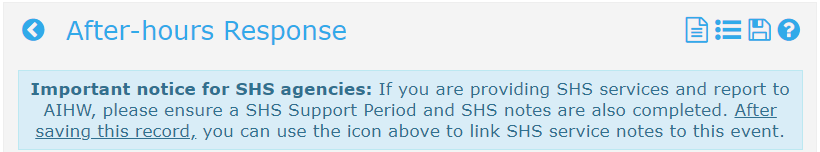 After-hours Response
Important notice for SHS agencies: If you are providing SHS services and report to
AIHW, please ensure a SHS Support Period and SHS notes are also completed. After
saving this record, you can use the icon above to link SHS service notes to this event.